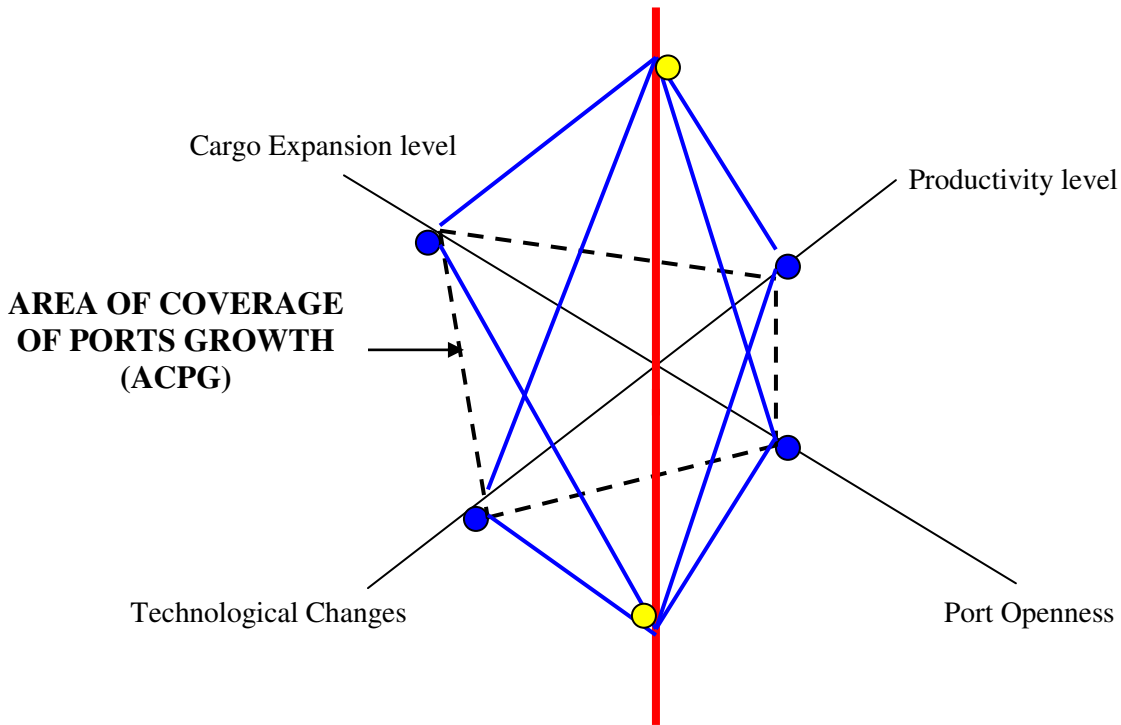 Cargo Expansion level
Productivity level
AREA OF COVERAGE
OF PORTS GROWTH
(ACPG)
Technological Changes
Port Openness